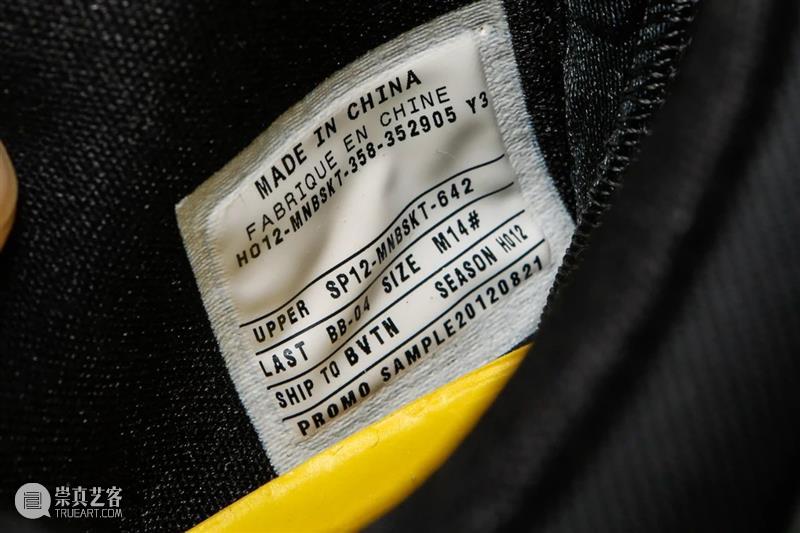 MADE IN CHINA
FABRIQUE EN CHINE
HO12-MNBSKT-358-352905 Y3
UPPER SP12-MNBSKT-642
LAST BB-04 SIZE M14#
SHIP TO BVTN SEASON HO12
PROMO SAMPLE20120821
崇真艺客
TRUEART.COM